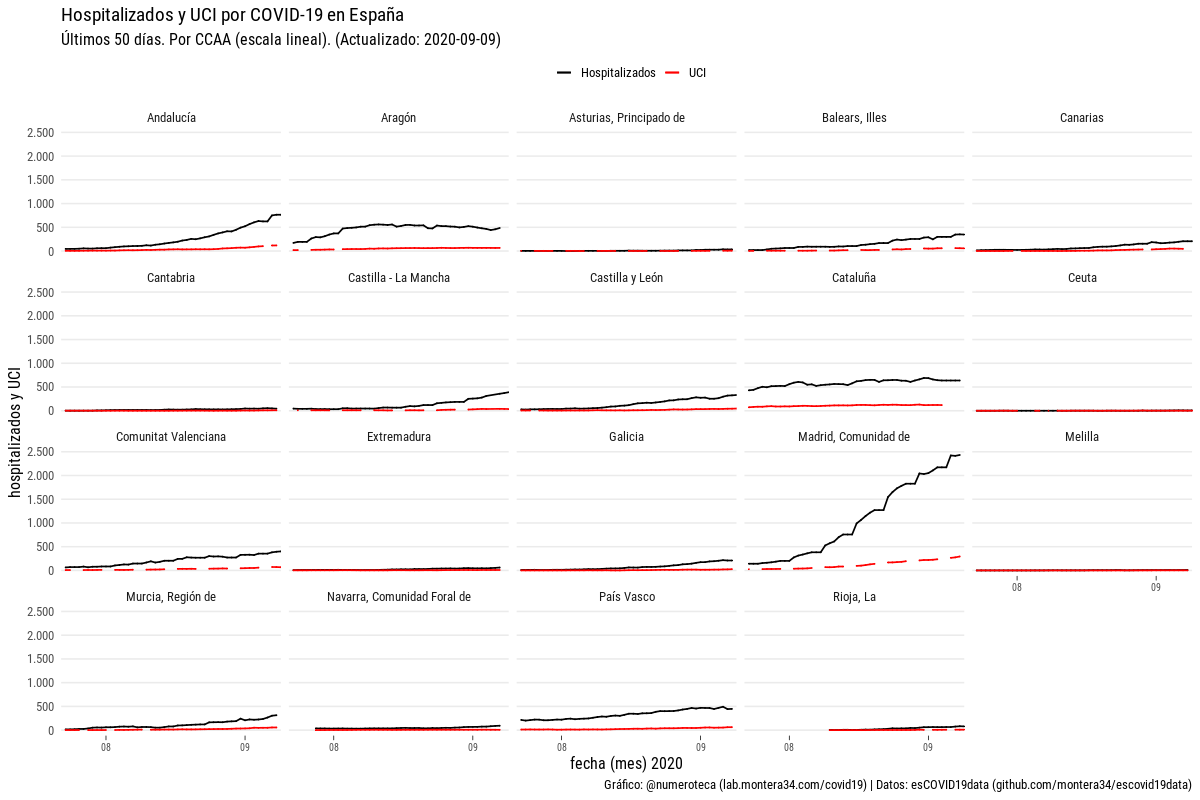 Hospitalizados y UCI por COVID-19 en España
Últimos 50 días. Por CCAA (escala lineal). (Actualizado: 2020-09-09)
Hospitalizados UCI
Andalucía Aragón Asturias, Principado de Balears, Illes Canarias
2.500
2.000
1.500
1.000
500
0
Cantabria Castilla - La Mancha Castilla y León Cataluña Ceuta
2.500
2.000
1.500
1.000
500
0
Comunitat Valenciana Extremadura Galicia Madrid, Comunidad de Melilla
2.500
2.000
1.500
1.000
500
0
08 09
Murcia, Región de Navarra, Comunidad Foral de País Vasco Rioja, La
2.500
2.000
1.500
1.000
500
0
08 09 08 09 08 09 08 09
hospitalizados y UCI
fecha (mes) 2020
Gráfico: @numeroteca (lab.montera34.com/covid19) | Datos: esCOVID19data (github.com/montera34/escovid19data)